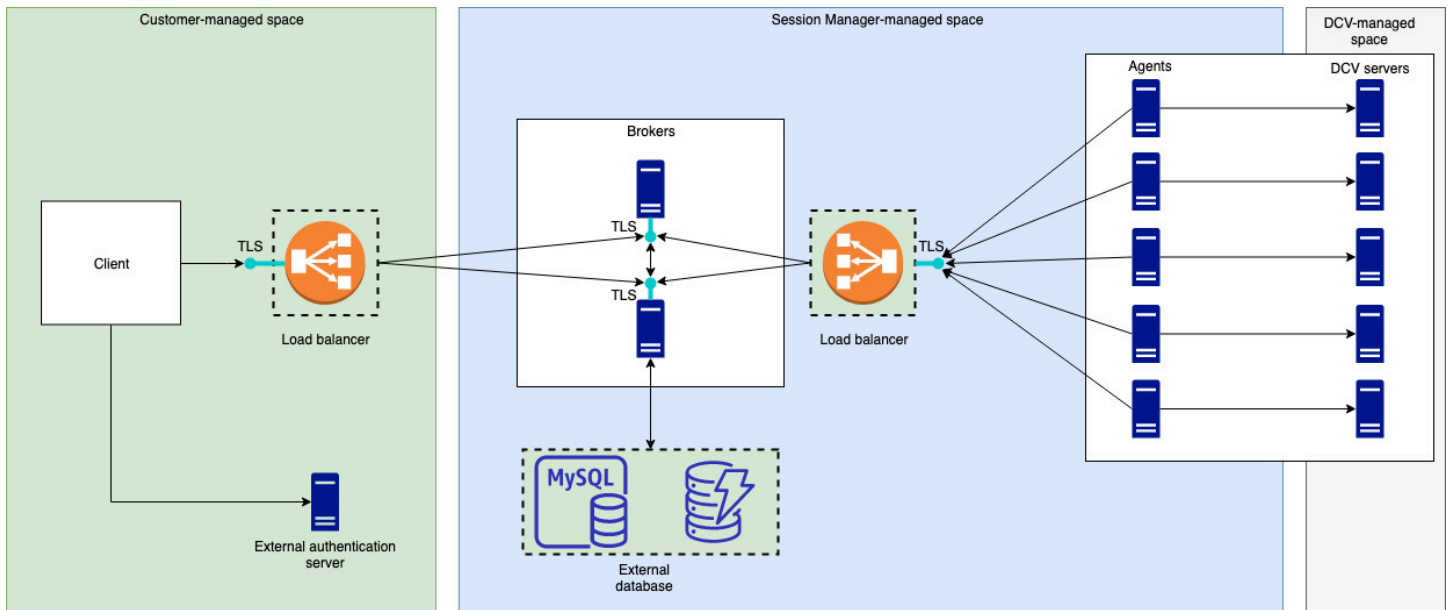 Customer-managed space
Session Manager-managed space
DCV-managed
space
Agents
DCV servers
Brokers
TLS
TLS
TLS
Client
TLS
Load balancer
Load balancer
MySQL
External authentication
server
External
database